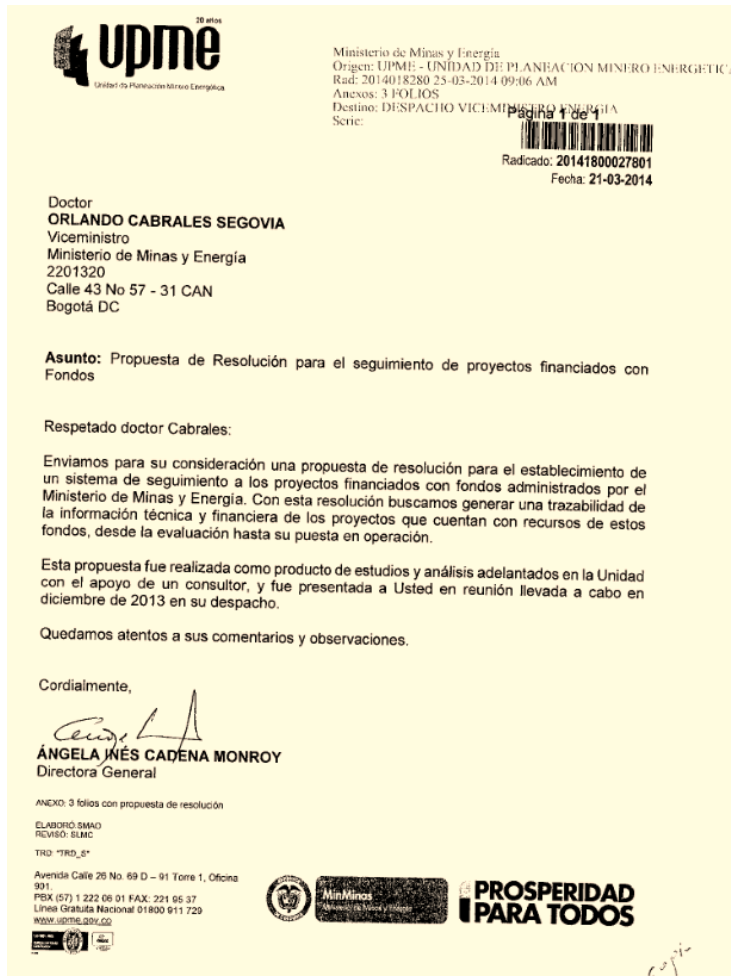 20 años
upme
Unidad de Planeación Minero Energética
Ministerio de Minas y Energía
Origen: UPME - UNIDAD DE PLANEACION MINERO ENERGETIC
Rad: 2014018280 25-03-2014 09:06 AM
Anexos: 3 FOLIOS
Destino: DESPACHO VICEMINISTRO ENERGIA
Serie:
Página 1 de 1
Radicado: 20141800027801
Fecha: 21-03-2014
Doctor
ORLANDO CABRALES SEGOVIA
Viceministro
Ministerio de Minas y Energía
2201320
Calle 43 No 57 - 31 CAN
Bogotá DC
Asunto: Propuesta de Resolución para el seguimiento de proyectos financiados con
Fondos
Respetado doctor Cabrales:
Enviamos para su consideración una propuesta de resolución para el establecimiento de
un sistema de seguimiento a los proyectos financiados con fondos administrados por el
Ministerio de Minas y Energía. Con esta resolución buscamos generar una trazabilidad de
la información técnica y financiera de los proyectos que cuentan con recursos de estos
fondos, desde la evaluación hasta su puesta en operación.
Esta propuesta fue realizada como producto de estudios y análisis adelantados en la Unidad
con el apoyo de un consultor, y fue presentada a Usted en reunión llevada a cabo en
diciembre de 2013 en su despacho.
Quedamos atentos a sus comentarios y observaciones.
Cordialmente,
ÁNGELA INÉS CADENA MONROY
Directora General
ANEXO: 3 folios con propuesta de resolución
ELABORÓ:SMAO
REVISÓ: SLMC
TRD: "TRD_S"
Avenida Calle 26 No. 69 D – 91 Torre 1, Oficina
901.
PBX (57) 1 222 06 01 FAX: 221 95 37
Línea Gratuita Nacional 01800 911 729
www.upme.gov.co
MinMinas
Ministerio de Minas y Energía
PROSPERIDAD
PARA TODOS
copia